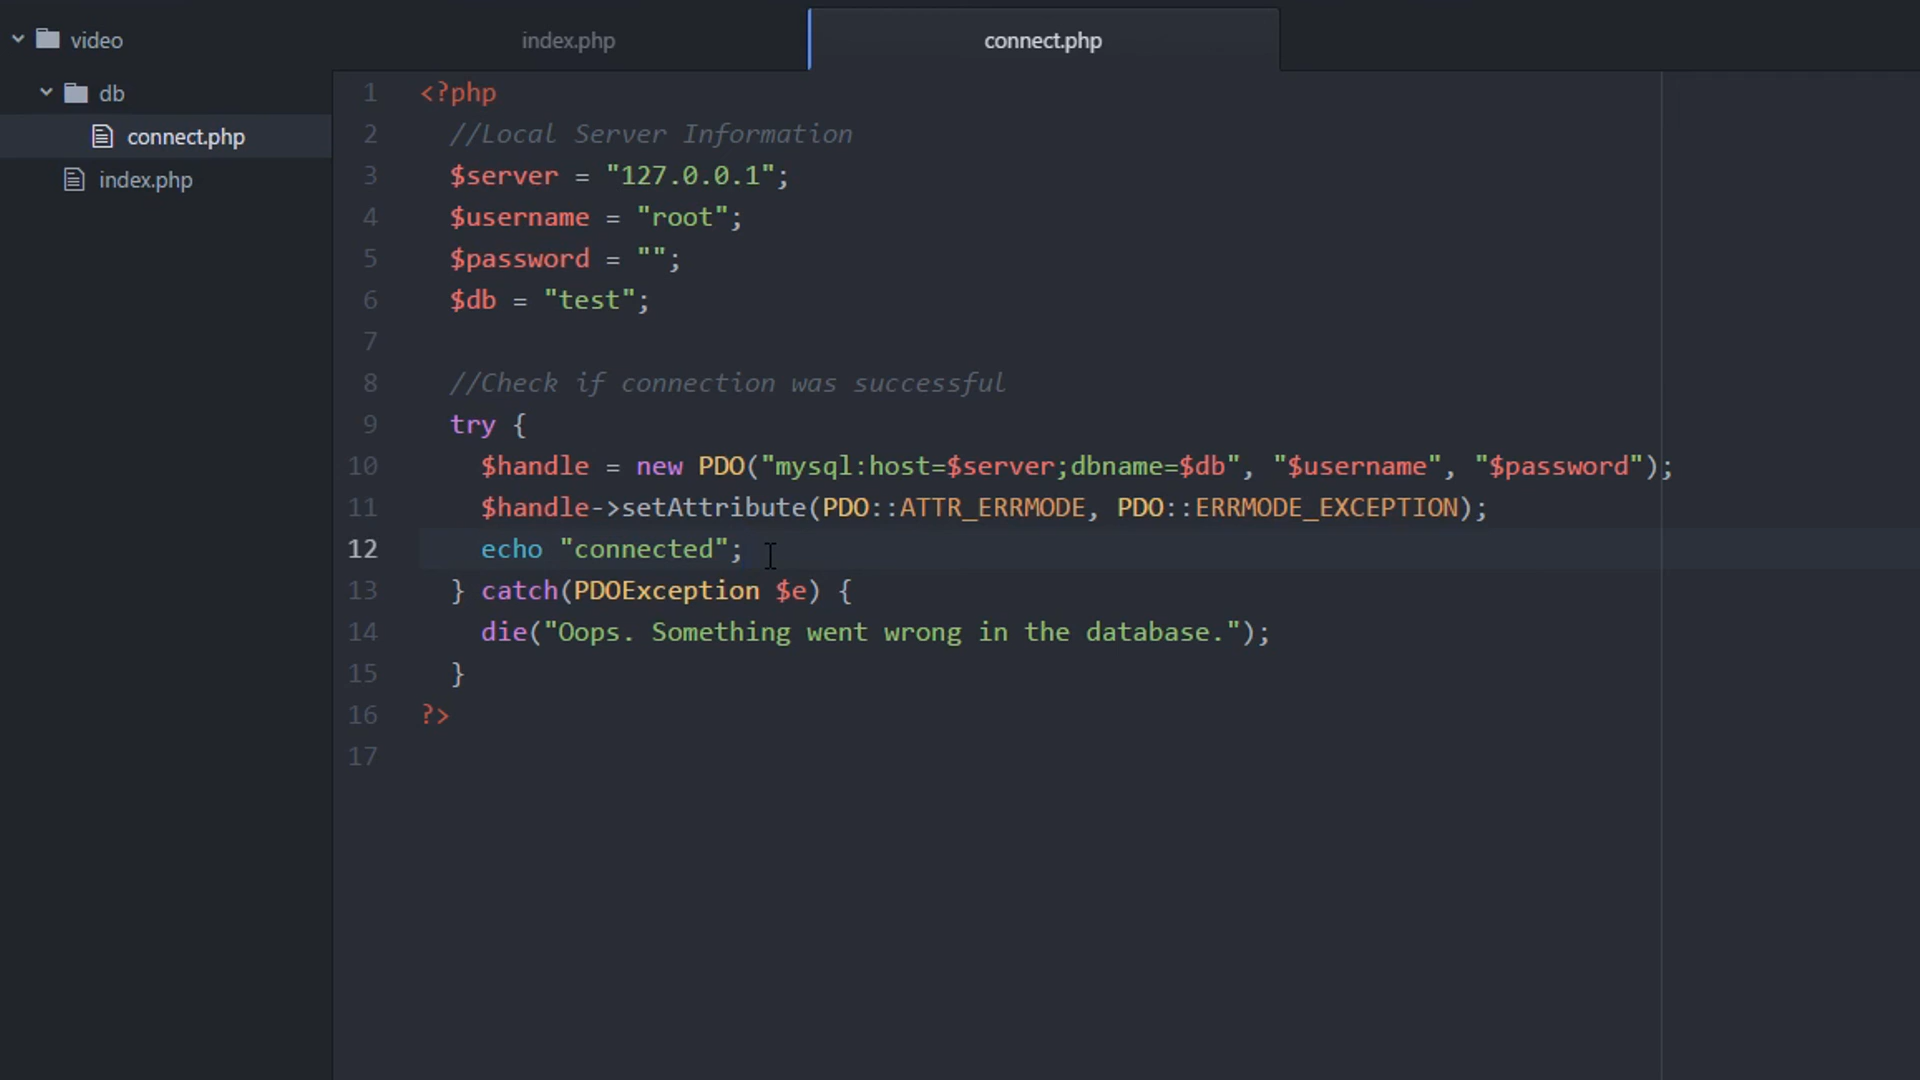 video
db
connect.php
index.php
index.php
connect.php
1 <?php
2 //Local Server Information
3 $server = "127.0.0.1";
4 $username = "root";
5 $password = "";
6 $db = "test";
7
8 //Check if connection was successful
9 try {
10 $handle = new PDO("mysql:host=$server;dbname=$db", "$username", "$password");
11 $handle->setAttribute(PDO::ATTR_ERRMODE, PDO::ERRMODE_EXCEPTION);
12 echo "connected";
13 } catch(PDOException $e) {
14 die("Oops. Something went wrong in the database.");
15 }
16 ?>
17